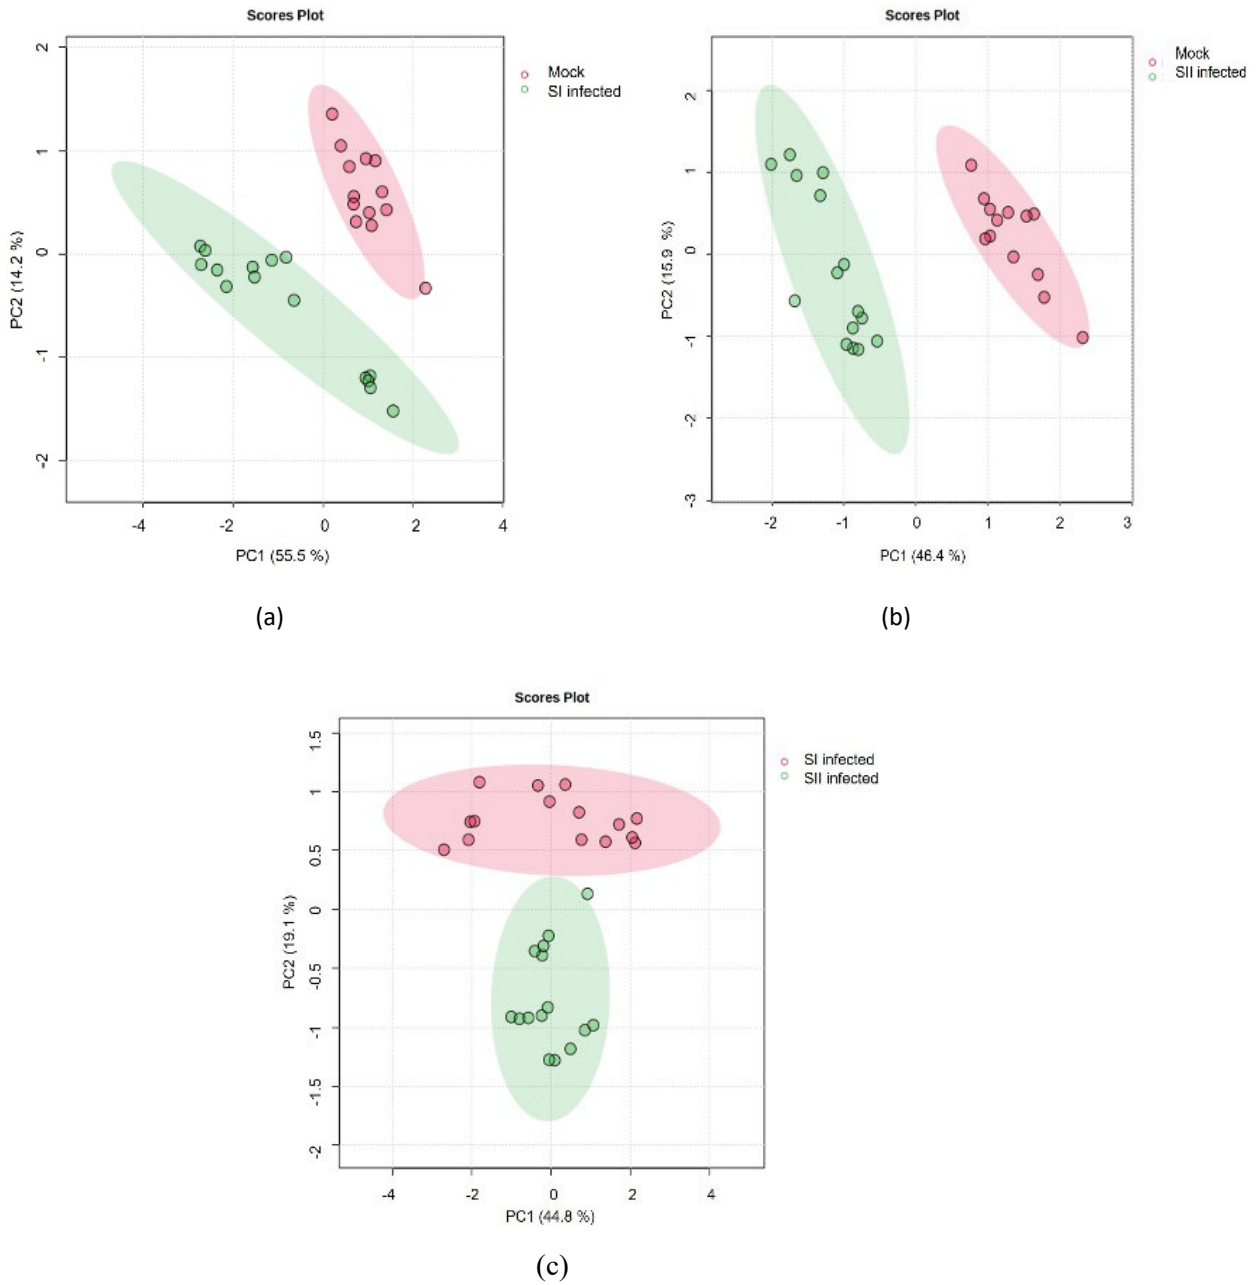 Scores Plot
Mock
SI infected
2
1
0
-1
-2
PC2 (14.2 %)
-4
-2
0
2
4
PC1 (55.5 %)
(a)
Scores Plot
Mock
SII infected
2
1
0
-1
-2
-3
PC2 (15.9 %)
-2
-1
0
1
2
3
PC1 (46.4 %)
(b)
Scores Plot
SI infected
SII infected
1.5
1
0.5
0
-0.5
-1
-1.5
-2
PC2 (19.1 %)
-4
-2
0
2
4
PC1 (44.8 %)
(c)